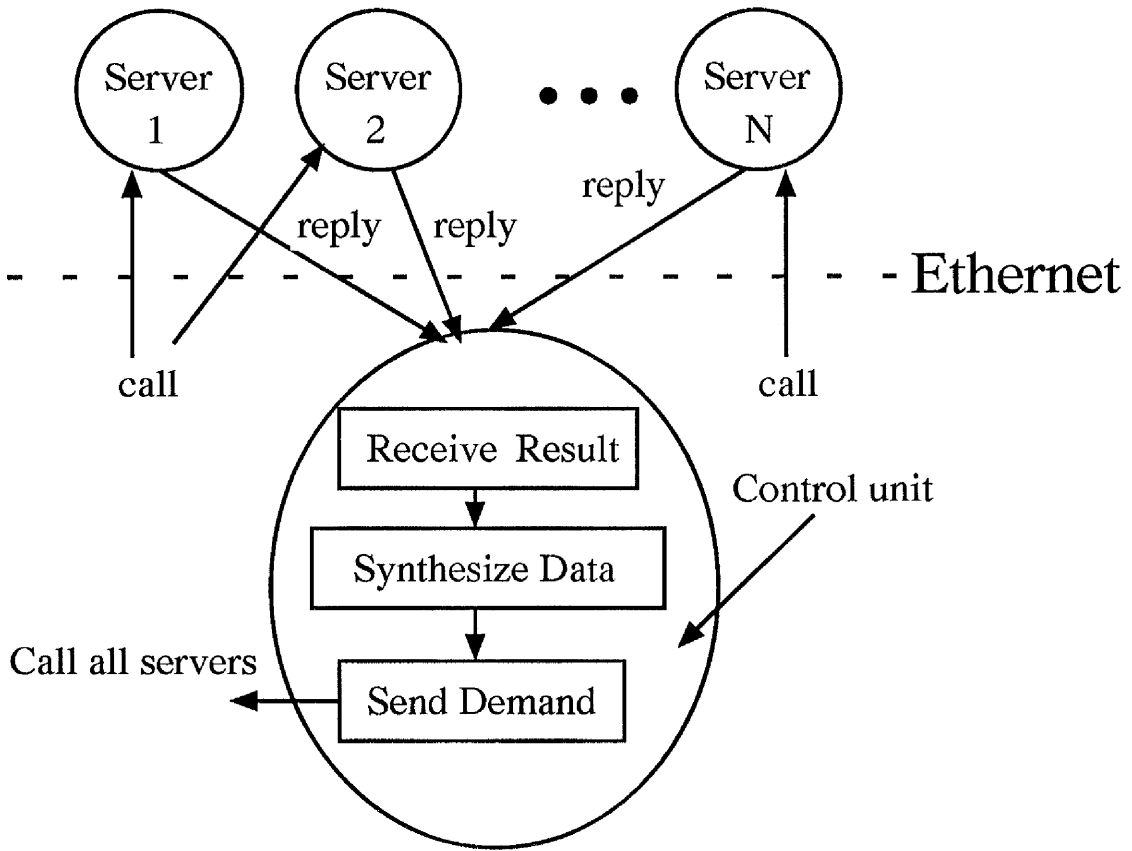 Server
1
Server
2
Server
N
reply
reply
reply
Ethernet
call
call
Receive Result
Control unit
Synthesize Data
Call all servers
Send Demand